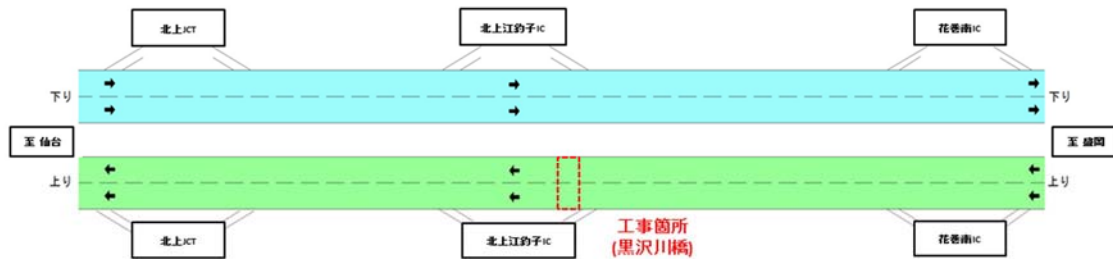 北上JCT
北上江釣子IC
花巻南IC
下り
下り
至 仙台
至 盛岡
上り
上り
北上JCT
北上江釣子IC
花巻南IC
工事箇所
(黒沢川橋)